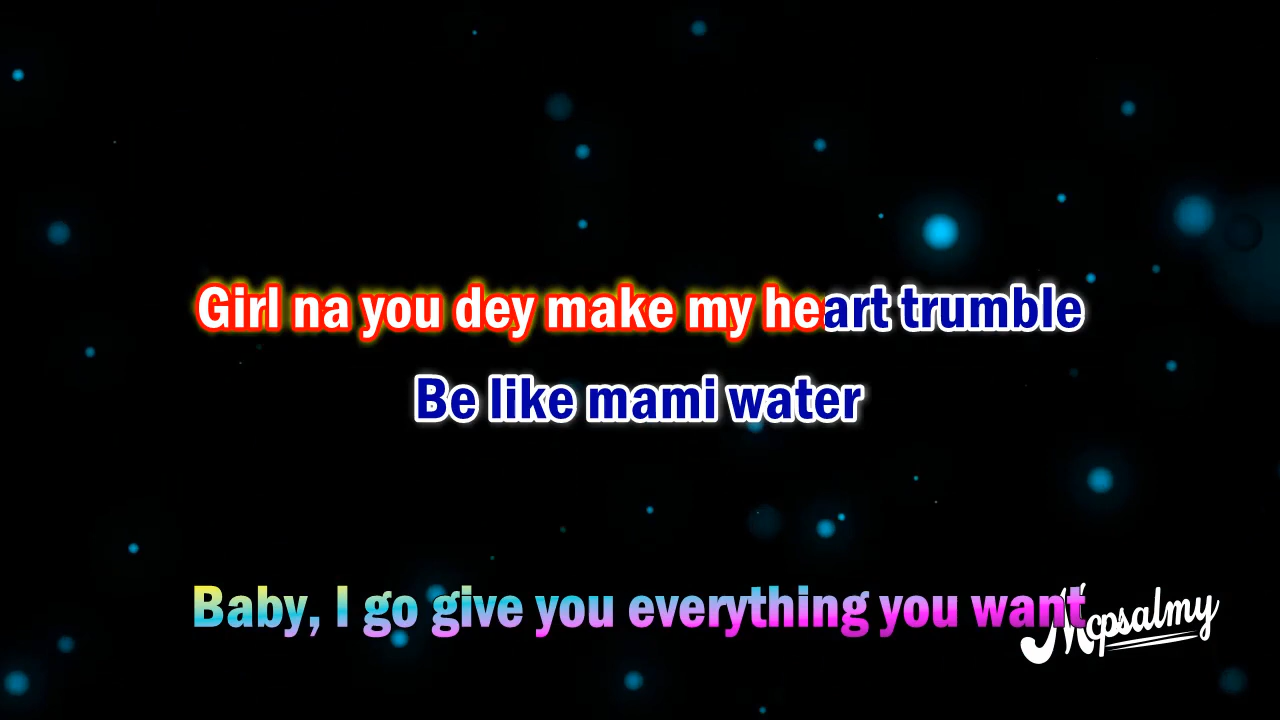 Girl na you dey make my heart trumble
Be like mami water
Baby, I go give you everything you want
Mcpsalmy